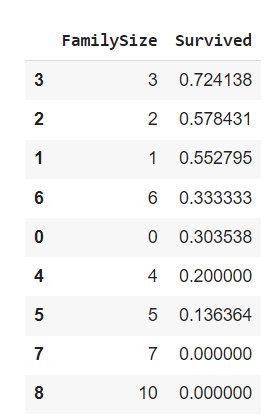 FamilySize Survived
3 3 0.724138
2 2 0.578431
1 1 0.552795
6 6 0.333333
0 0 0.303538
4 4 0.200000
5 5 0.136364
7 7 0.000000
8 10 0.000000